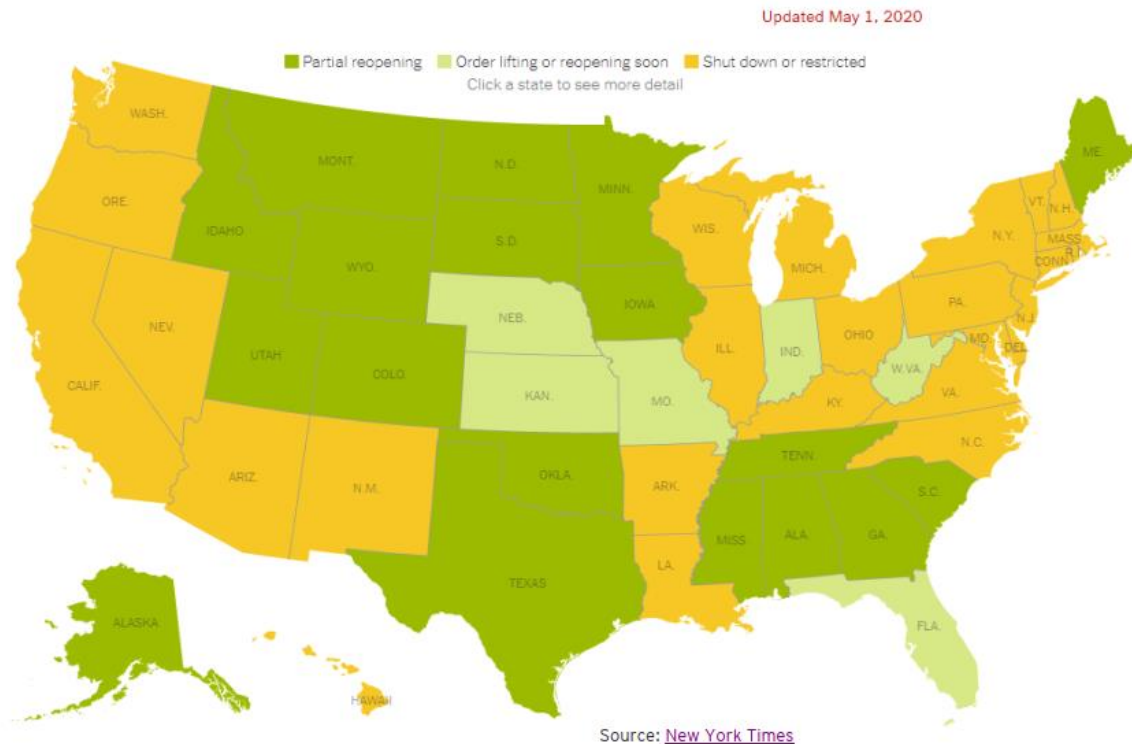 Updated May 1, 2020
Partial reopening Order lifting or reopening soon Shut down or restricted
Click a state to see more detail
WASH.
MONT.
N.D.
MINN.
ME.
ORE.
IDAHO
S.D.
WIS.
VT.
N.H.
WYO.
MICH.
N.Y.
MASS.
CONN.
R.I.
IOWA
NEB.
PA.
N.J.
NEV.
UTAH
COLO.
ILL.
IND.
OHIO
MD.
DEL.
CALIF.
KAN.
MO.
W.VA.
VA.
KY.
N.C.
TENN.
ARIZ.
N.M.
OKLA.
ARK.
S.C.
MISS.
ALA.
GA.
LA.
TEXAS
ALASKA
FLA.
HAWAII
Source: New York Times